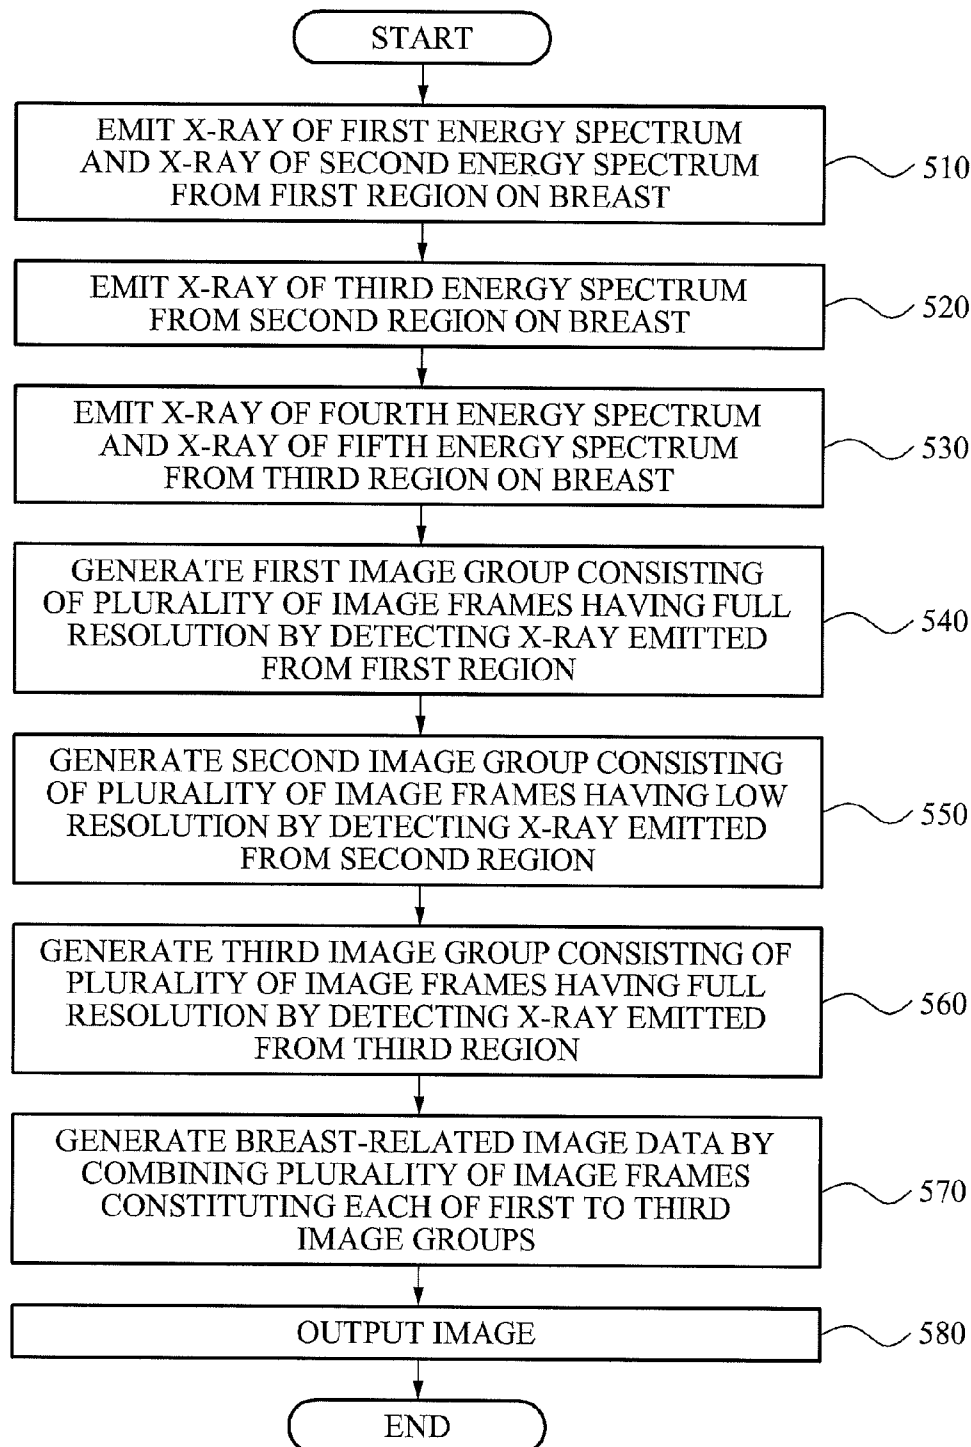 START
EMIT X-RAY OF FIRST ENERGY SPECTRUM
AND X-RAY OF SECOND ENERGY SPECTRUM
FROM FIRST REGION ON BREAST
510
EMIT X-RAY OF THIRD ENERGY SPECTRUM
FROM SECOND REGION ON BREAST
520
EMIT X-RAY OF FOURTH ENERGY SPECTRUM
AND X-RAY OF FIFTH ENERGY SPECTRUM
FROM THIRD REGION ON BREAST
530
GENERATE FIRST IMAGE GROUP CONSISTING
OF PLURALITY OF IMAGE FRAMES HAVING FULL
RESOLUTION BY DETECTING X-RAY EMITTED
FROM FIRST REGION
540
GENERATE SECOND IMAGE GROUP CONSISTING
OF PLURALITY OF IMAGE FRAMES HAVING LOW
RESOLUTION BY DETECTING X-RAY EMITTED
FROM SECOND REGION
550
GENERATE THIRD IMAGE GROUP CONSISTING OF
PLURALITY OF IMAGE FRAMES HAVING FULL
RESOLUTION BY DETECTING X-RAY EMITTED
FROM THIRD REGION
560
GENERATE BREAST-RELATED IMAGE DATA BY
COMBINING PLURALITY OF IMAGE FRAMES
CONSTITUTING EACH OF FIRST TO THIRD
IMAGE GROUPS
570
OUTPUT IMAGE
580
END